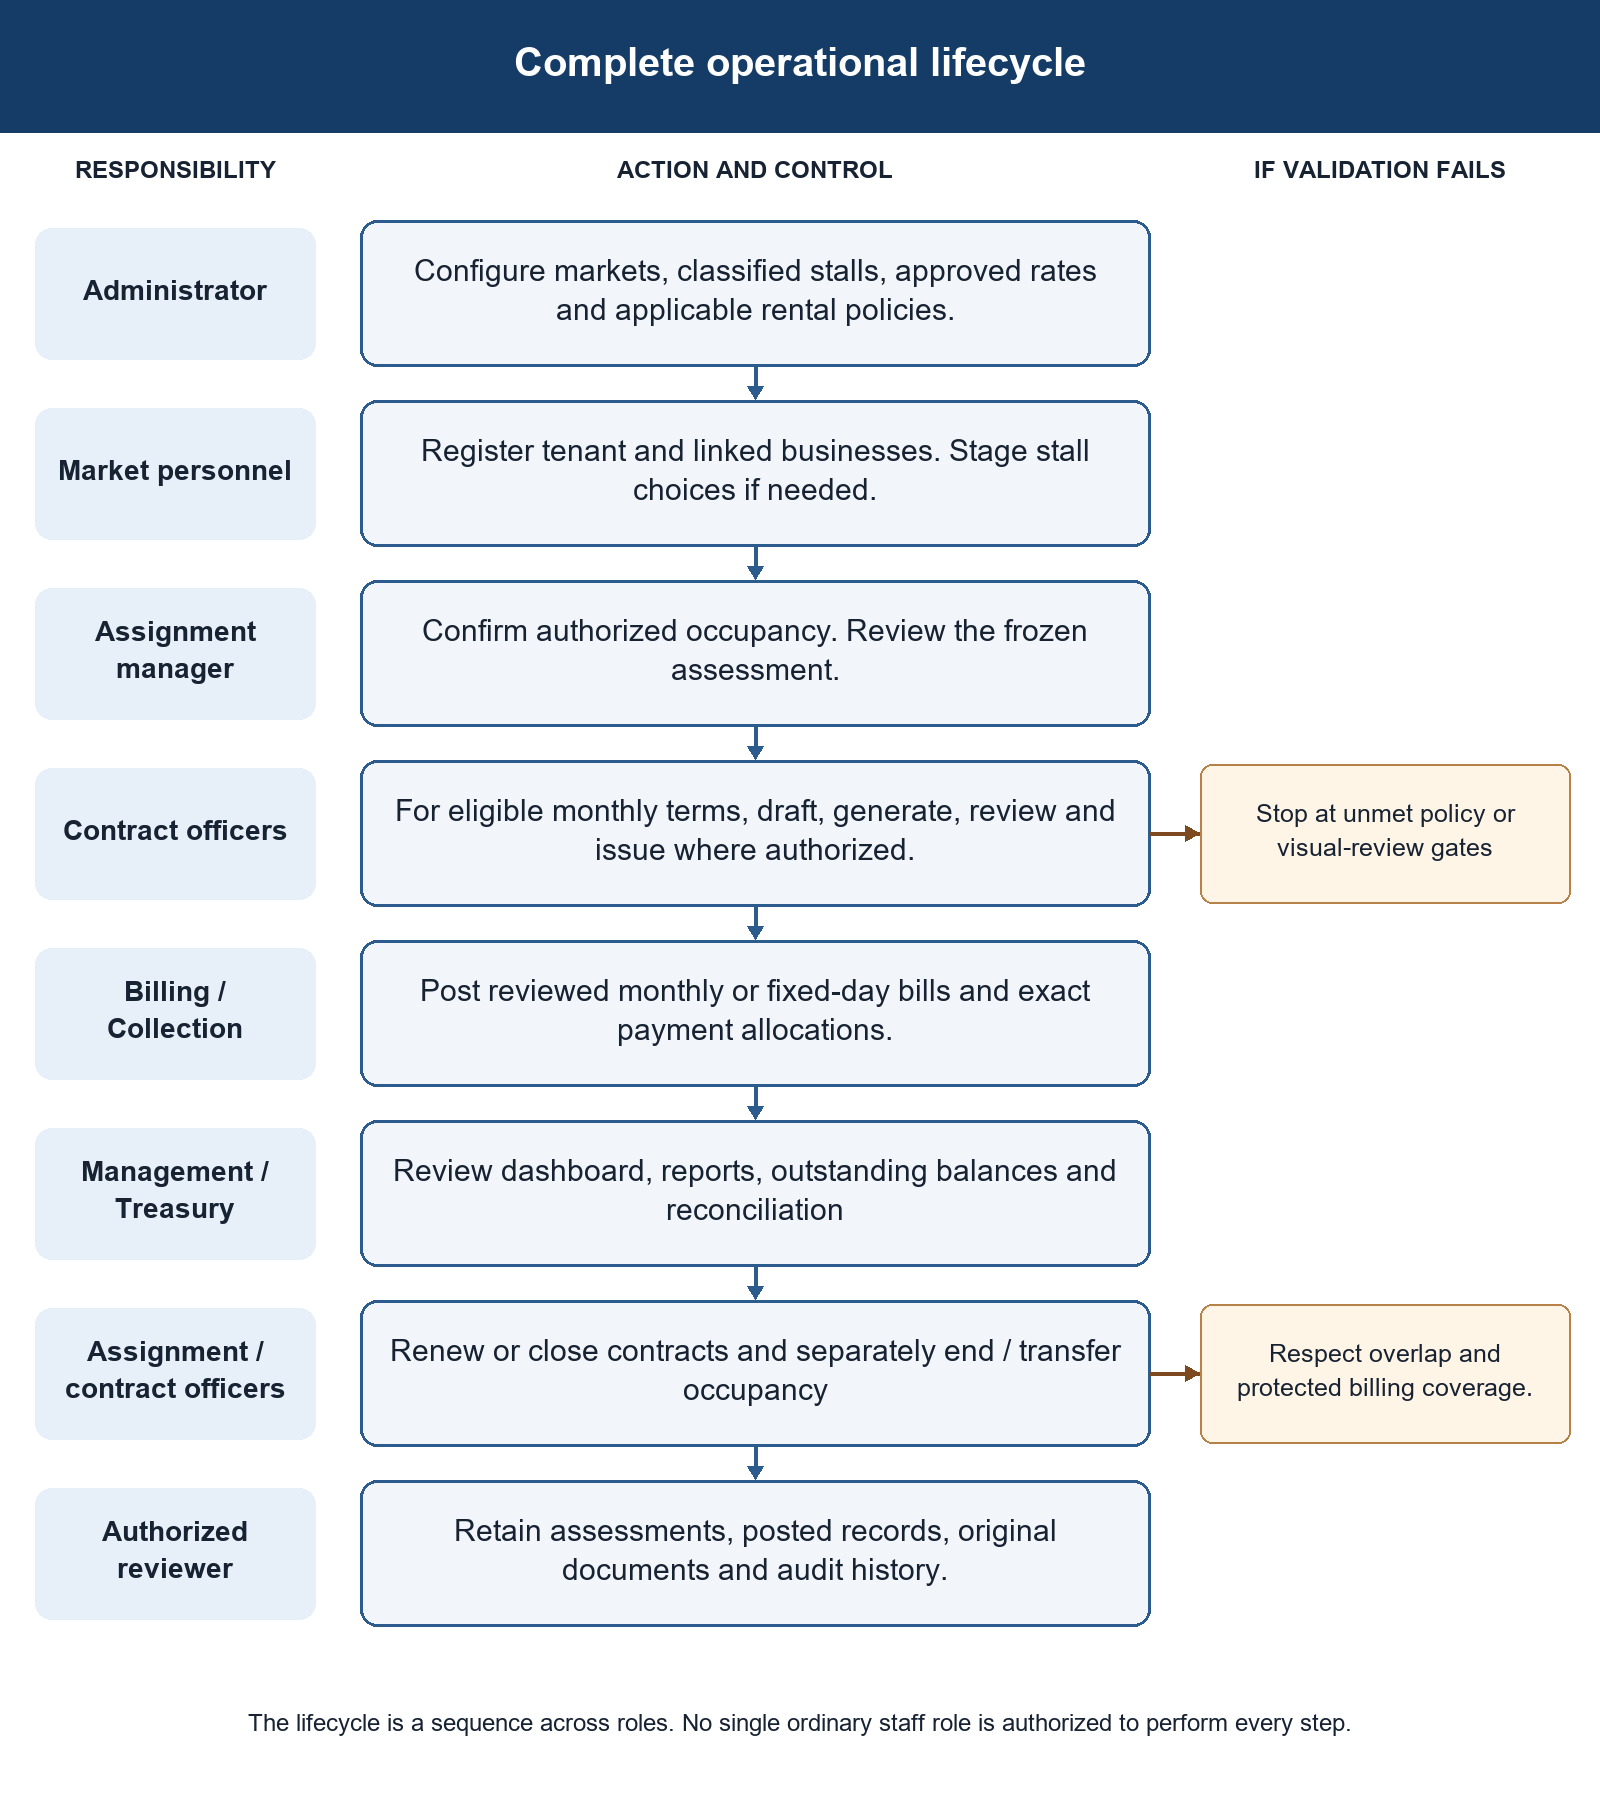 Complete operational lifecycle
RESPONSIBILITY
ACTION AND CONTROL
IF VALIDATION FAILS
Administrator
Configure markets, classified stalls, approved rates
and applicable rental policies.
Market personnel
Register tenant and linked businesses. Stage stall
choices if needed.
Assignment
manager
Confirm authorized occupancy. Review the frozen
assessment.
Contract officers
For eligible monthly terms, draft, generate, review and
issue where authorized.
Stop at unmet policy or
visual-review gates
Billing /
Collection
Post reviewed monthly or fixed-day bills and exact
payment allocations.
Management /
Treasury
Review dashboard, reports, outstanding balances and
reconciliation
Assignment /
contract officers
Renew or close contracts and separately end / transfer
occupancy
Respect overlap and
protected billing coverage.
Authorized
reviewer
Retain assessments, posted records, original
documents and audit history.
The lifecycle is a sequence across roles. No single ordinary staff role is authorized to perform every step.